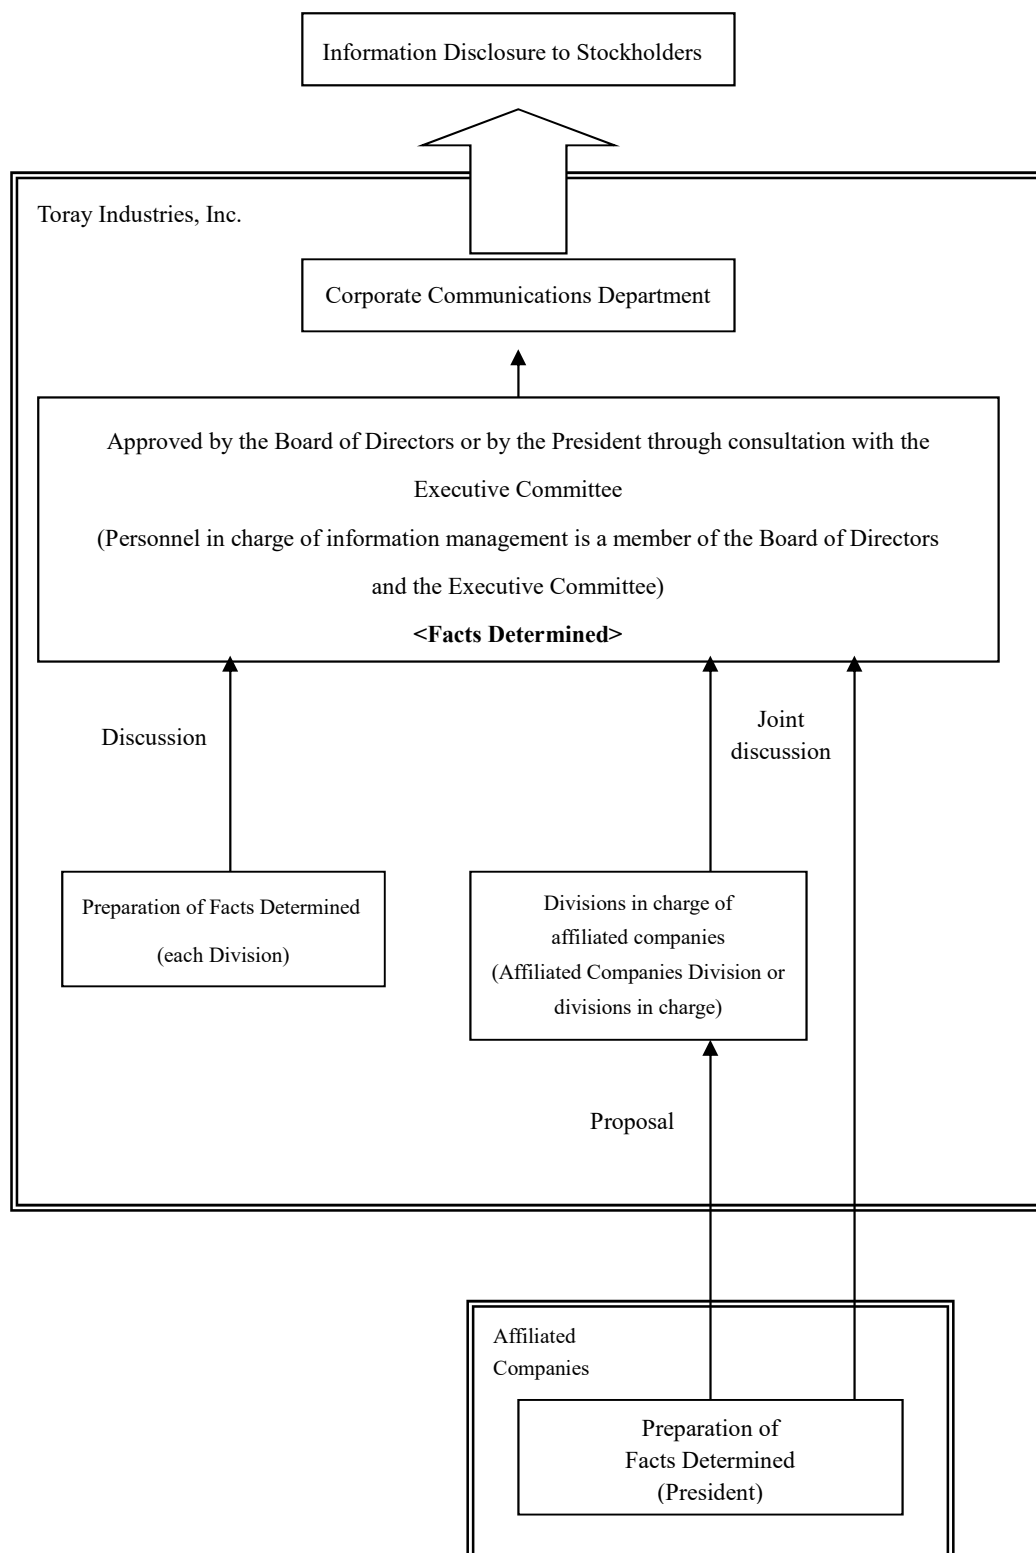 Information Disclosure to Stockholders
Toray Industries, Inc.
Corporate Communications Department
Approved by the Board of Directors or by the President through consultation with the
Executive Committee
(Personnel in charge of information management is a member of the Board of Directors
and the Executive Committee)
<Facts Determined>
Discussion
Joint
discussion
Preparation of Facts Determined
(each Division)
Divisions in charge of
affiliated companies
(Affiliated Companies Division or
divisions in charge)
Proposal
Affiliated
Companies
Preparation of
Facts Determined
(President)